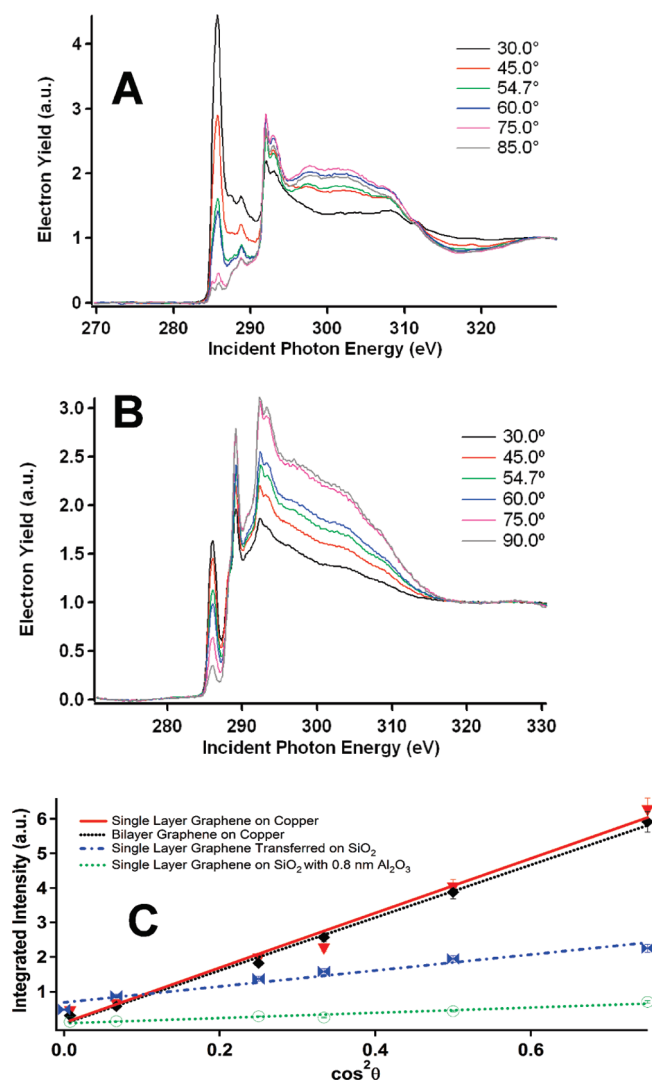 A
Electron Yield (a.u.)
4
3
2
1
0
30.0°
45.0°
54.7°
60.0°
75.0°
85.0°
270 280 290 300 310 320
Incident Photon Energy (eV)
B
Electron Yield (a.u.)
3.0
2.5
2.0
1.5
1.0
0.5
0.0
30.0º
45.0º
54.7º
60.0º
75.0º
90.0º
280 290 300 310 320 330
Incident Photon Energy (eV)
Integrated Intensity (a.u.)
6
5
4
3
2
1
Single Layer Graphene on Copper
Bilayer Graphene on Copper
Single Layer Graphene Transferred on SiO₂
Single Layer Graphene on SiO₂ with 0.8 nm Al₂O₃
C
0.0 0.2 0.4 0.6
cos²θ